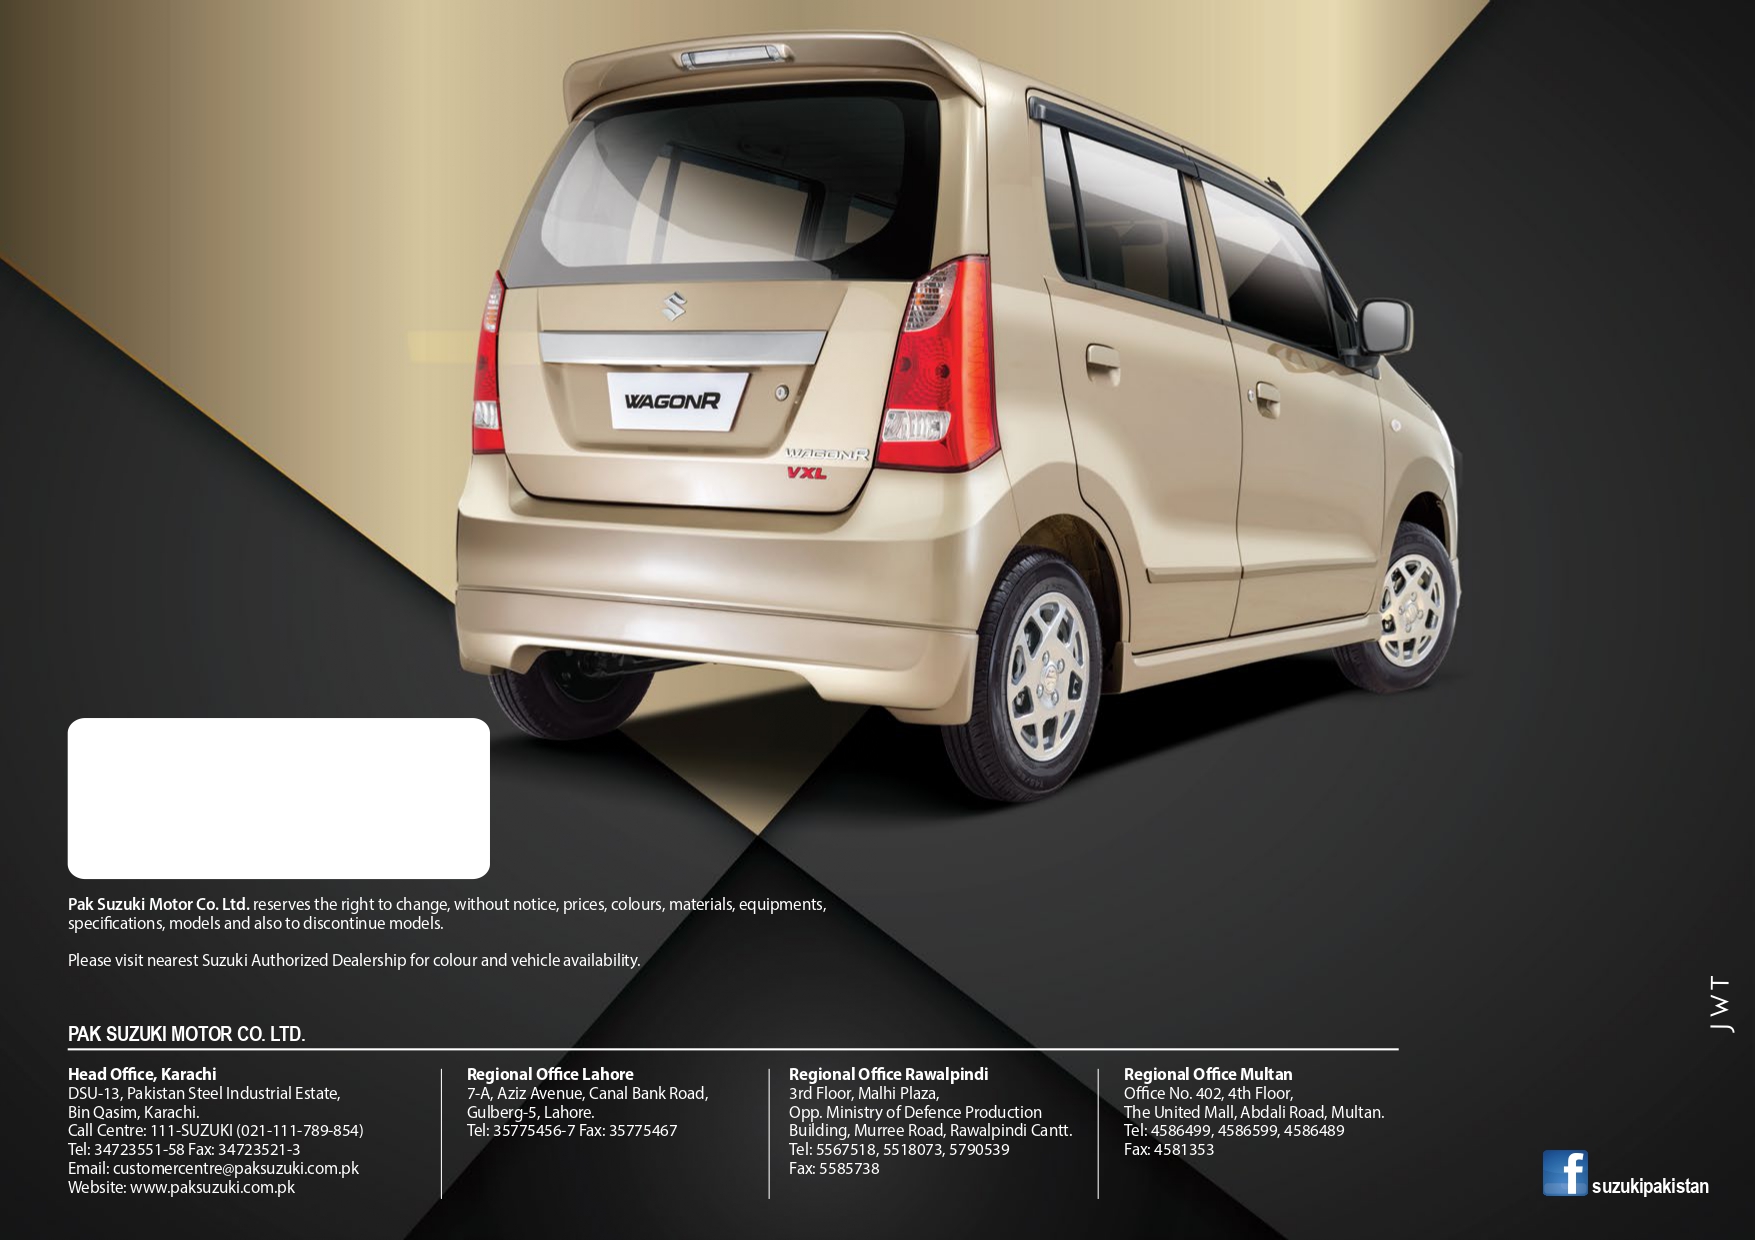 WAGONR
WAGONR
VXL
Pak Suzuki Motor Co. Ltd. reserves the right to change, without notice, prices, colours, materials, equipments,
specifications, models and also to discontinue models.
Please visit nearest Suzuki Authorized Dealership for colour and vehicle availability.
JWT
PAK SUZUKI MOTOR CO. LTD.
Head Office, Karachi
DSU-13, Pakistan Steel Industrial Estate,
Bin Qasim, Karachi.
Call Centre: 111-SUZUKI (021-111-789-854)
Tel: 34723551-58 Fax: 34723521-3
Email: customercentre@paksuzuki.com.pk
Website: www.paksuzuki.com.pk
Regional Office Lahore
7-A, Aziz Avenue, Canal Bank Road,
Gulberg-5, Lahore.
Tel: 35775456-7 Fax: 35775467
Regional Office Rawalpindi
3rd Floor, Malhi Plaza,
Opp. Ministry of Defence Production
Building, Murree Road, Rawalpindi Cantt.
Tel: 5567518, 5518073, 5790539
Fax: 5585738
Regional Office Multan
Office No. 402, 4th Floor,
The United Mall, Abdali Road, Multan.
Tel: 4586499, 4586599, 4586489
Fax: 4581353
suzukipakistan